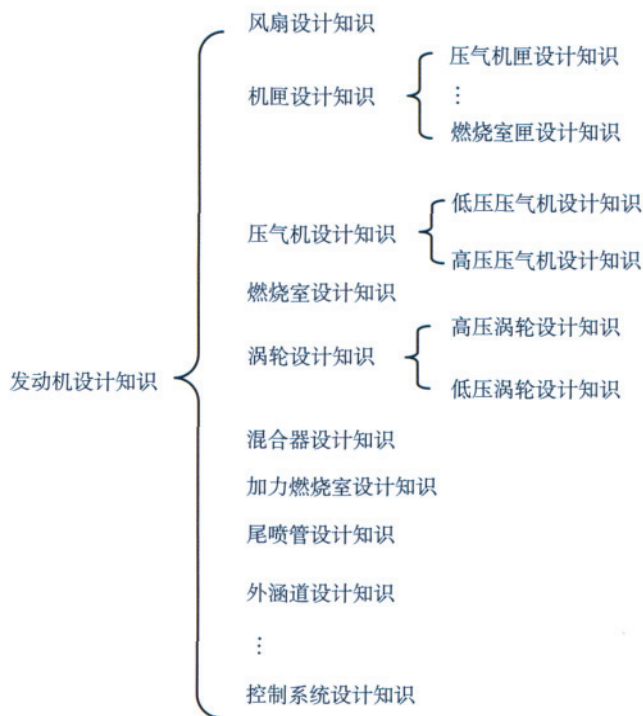 风扇设计知识
机匣设计知识
压气机匣设计知识
⋮
燃烧室匣设计知识
压气机设计知识
低压压气机设计知识
高压压气机设计知识
燃烧室设计知识
涡轮设计知识
高压涡轮设计知识
低压涡轮设计知识
发动机设计知识
混合器设计知识
加力燃烧室设计知识
尾喷管设计知识
外涵道设计知识
⋮
控制系统设计知识